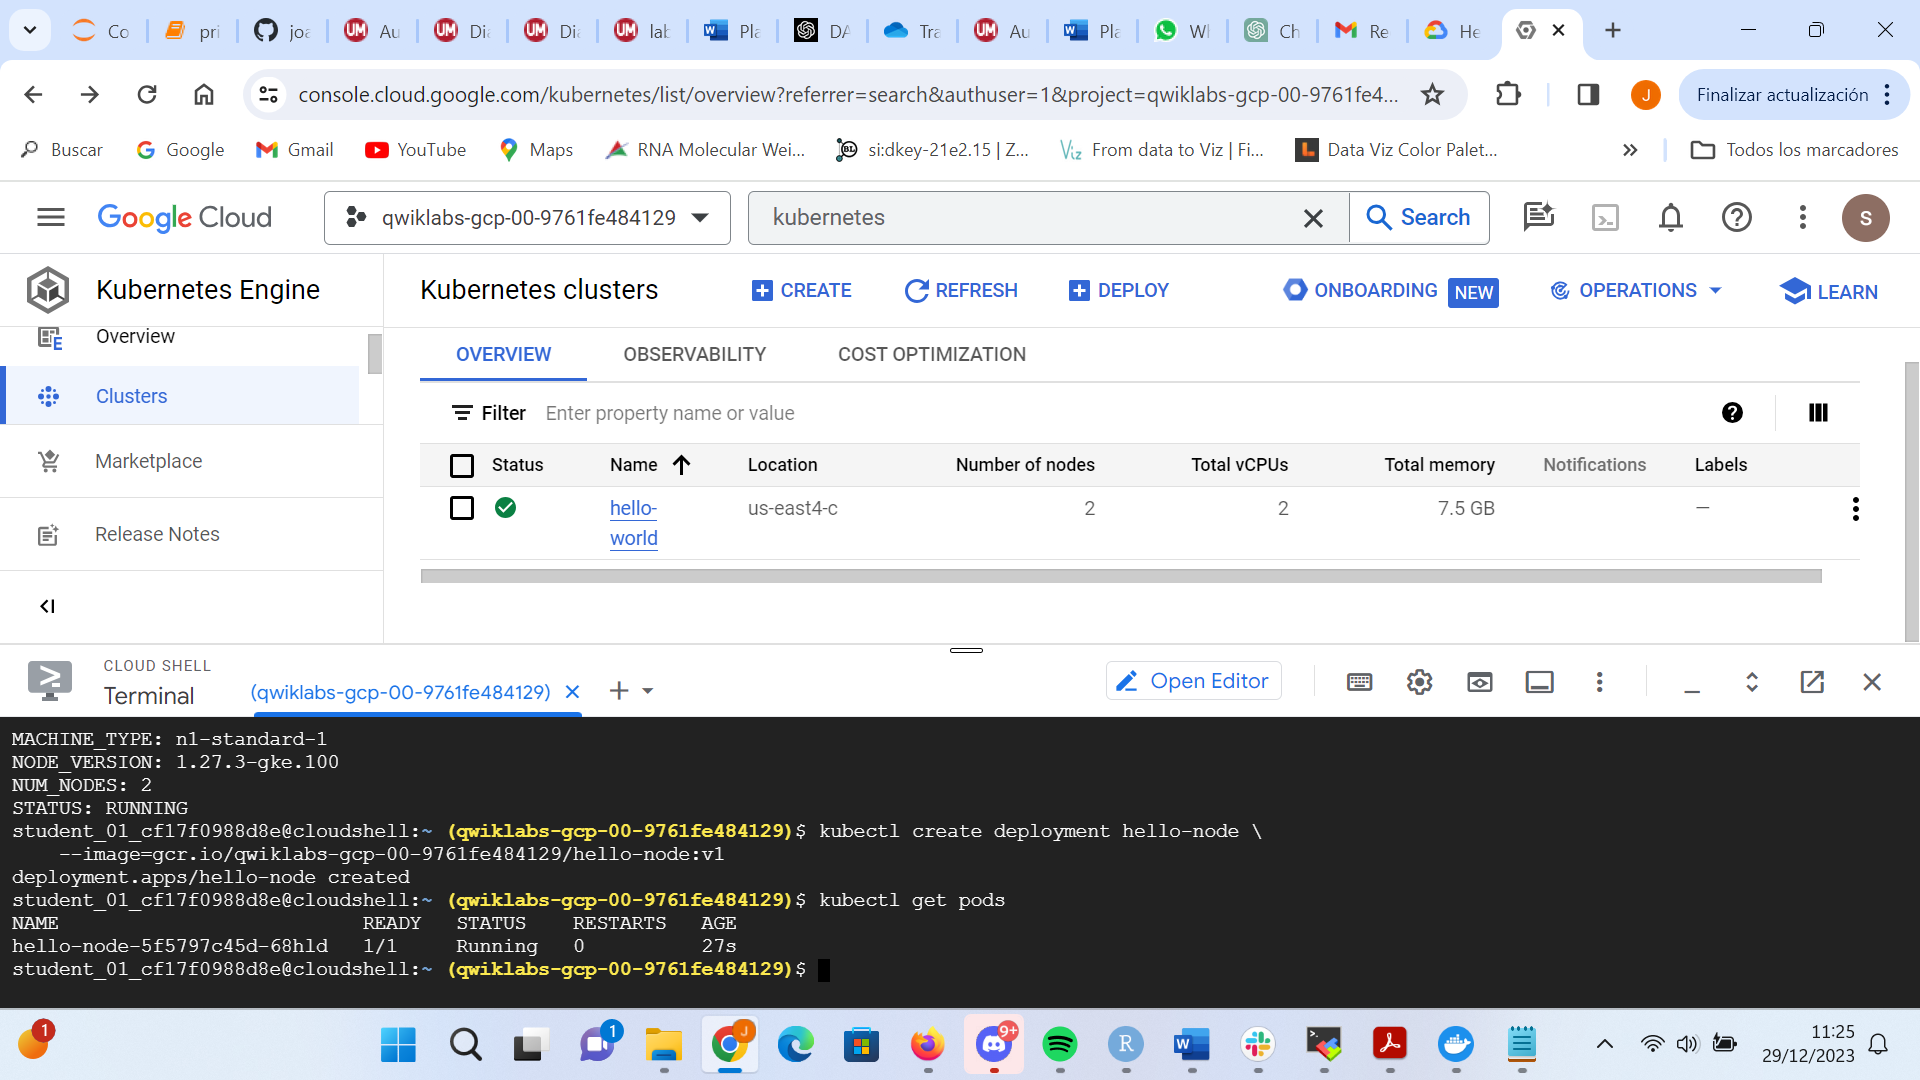 Co
pri
joa
Au
Dia
Dia
lab
Pla
DA
Tra
Au
Pla
Wl
Ch
Re
He
console.cloud.google.com/kubernetes/list/overview?referrer=search&authuser=1&project=qwiklabs-gcp-00-9761fe4...
J
Finalizar actualización
Buscar
Google
Gmail
YouTube
Maps
RNA Molecular Wei...
si:dkey-21e2.15 | Z...
From data to Viz | Fi...
Data Viz Color Palet...
Todos los marcadores
Google Cloud
qwiklabs-gcp-00-9761fe484129
kubernetes
Search
S
Kubernetes Engine
Kubernetes clusters
CREATE
REFRESH
DEPLOY
ONBOARDING NEW
OPERATIONS
LEARN
Overview
Clusters
Marketplace
Release Notes
OVERVIEW
OBSERVABILITY
COST OPTIMIZATION
Filter Enter property name or value
Status Name Location Number of nodes Total vCPUs Total memory Notifications Labels
hello-world us-east4-c 2 2 7.5 GB —
CLOUD SHELL
Terminal
(qwiklabs-gcp-00-9761fe484129)
Open Editor
MACHINE_TYPE: n1-standard-1
NODE_VERSION: 1.27.3-gke.100
NUM_NODES: 2
STATUS: RUNNING
student_01_cf17f0988d8e@cloudshell:~ (qwiklabs-gcp-00-9761fe484129)$ kubectl create deployment hello-node \
--image=gcr.io/qwiklabs-gcp-00-9761fe484129/hello-node:v1
deployment.apps/hello-node created
student_01_cf17f0988d8e@cloudshell:~ (qwiklabs-gcp-00-9761fe484129)$ kubectl get pods
NAME READY STATUS RESTARTS AGE
hello-node-5f5797c45d-68hld 1/1 Running 0 27s
student_01_cf17f0988d8e@cloudshell:~ (qwiklabs-gcp-00-9761fe484129)$
1
1
J
9+
R
11:25
29/12/2023